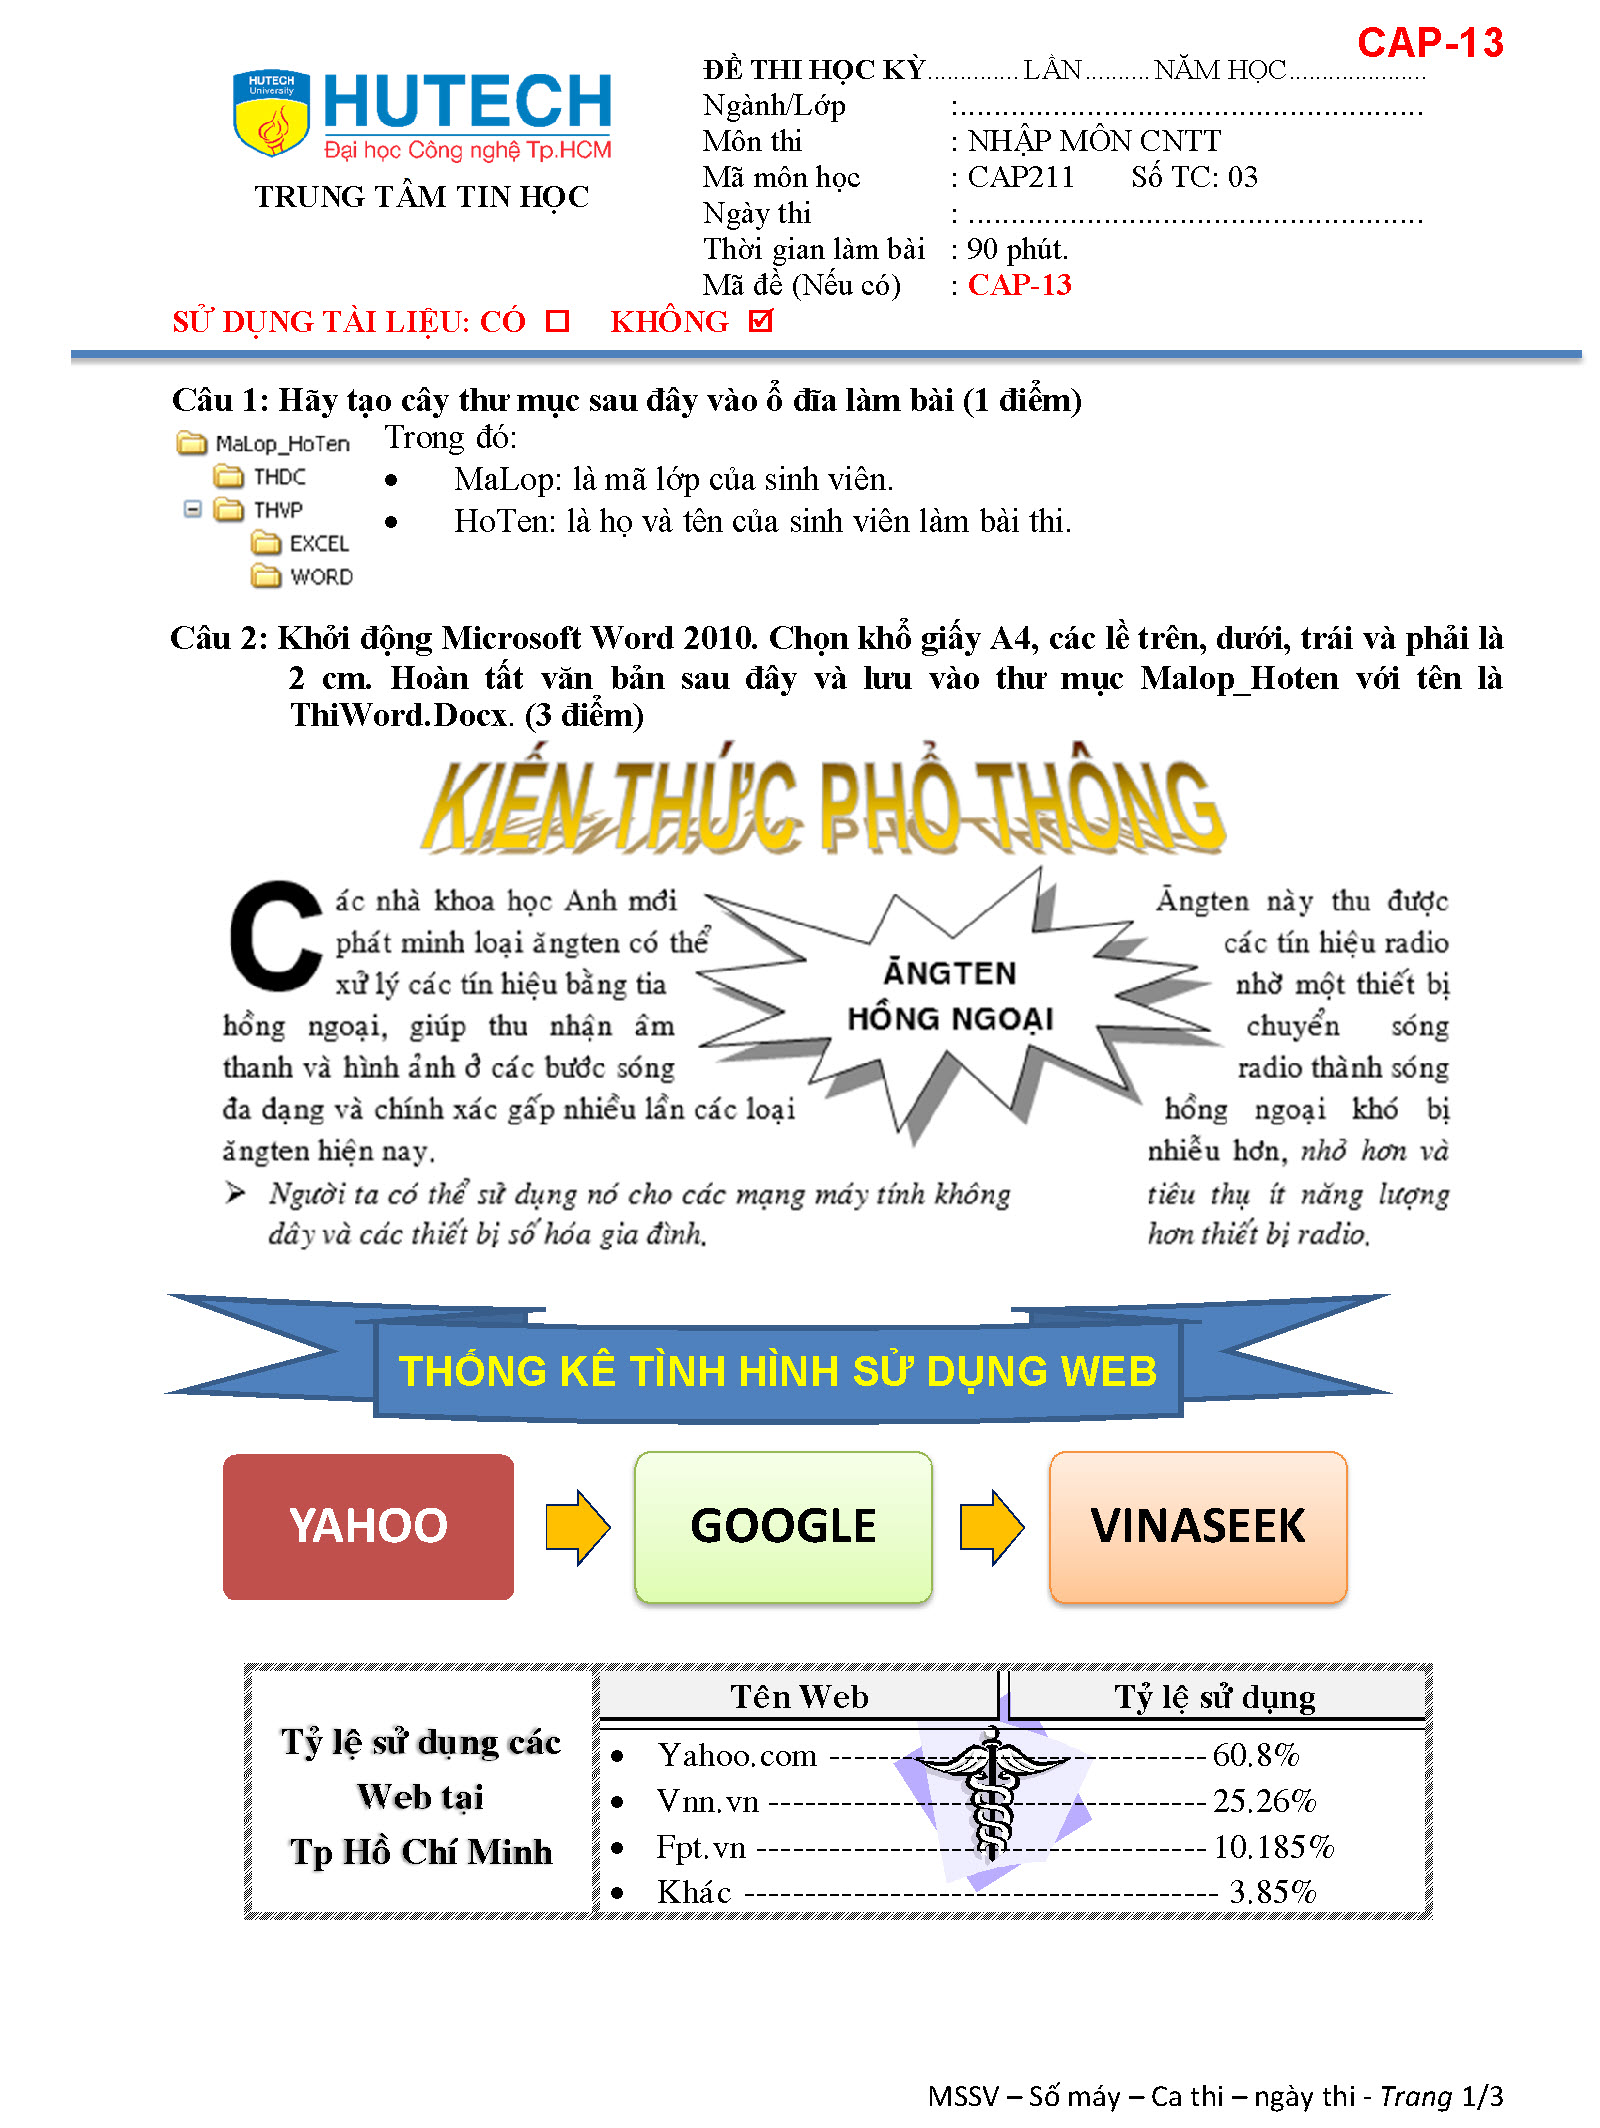 CAP-13
HUTECH
University
HUTECH
Đại học Công nghệ Tp.HCM
TRUNG TÂM TIN HỌC
ĐỀ THI HỌC KỲ.............. LẦN.......... NĂM HỌC.....................
Ngành/Lớp :.......................................................
Môn thi : NHẬP MÔN CNTT
Mã môn học : CAP211 Số TC: 03
Ngày thi : ......................................................
Thời gian làm bài : 90 phút.
Mã đề (Nếu có) : CAP-13
SỬ DỤNG TÀI LIỆU: CÓ ☐ KHÔNG ☑
Câu 1: Hãy tạo cây thư mục sau đây vào ổ đĩa làm bài (1 điểm)
MaLop_HoTen
THDC
THVP
EXCEL
WORD
Trong đó:
• MaLop: là mã lớp của sinh viên.
• HoTen: là họ và tên của sinh viên làm bài thi.
Câu 2: Khởi động Microsoft Word 2010. Chọn khổ giấy A4, các lề trên, dưới, trái và phải là
2 cm. Hoàn tất văn bản sau đây và lưu vào thư mục Malop_Hoten với tên là
ThiWord.Docx. (3 điểm)
KIẾN THỨC PHỔ THÔNG
Các nhà khoa học Anh mới
phát minh loại ăngten có thể
xử lý các tín hiệu bằng tia
hồng ngoại, giúp thu nhận âm
thanh và hình ảnh ở các bước sóng
đa dạng và chính xác gấp nhiều lần các loại
ăngten hiện nay.
➢ Người ta có thể sử dụng nó cho các mạng máy tính không
dây và các thiết bị số hóa gia đình.
ĂNGTEN
HỒNG NGOẠI
Ăngten này thu được
các tín hiệu radio
nhờ một thiết bị
chuyển sóng
radio thành sóng
hồng ngoại khó bị
nhiễu hơn, nhỏ hơn và
tiêu thụ ít năng lượng
hơn thiết bị radio.
THỐNG KÊ TÌNH HÌNH SỬ DỤNG WEB
YAHOO
GOOGLE
VINASEEK
Tỷ lệ sử dụng các
Web tại
Tp Hồ Chí Minh
Tên Web Tỷ lệ sử dụng
• Yahoo.com ------------------------------- 60.8%
• Vnn.vn ------------------------------------ 25.26%
• Fpt.vn ------------------------------------- 10.185%
• Khác --------------------------------------- 3.85%
MSSV – Số máy – Ca thi – ngày thi - Trang 1/3